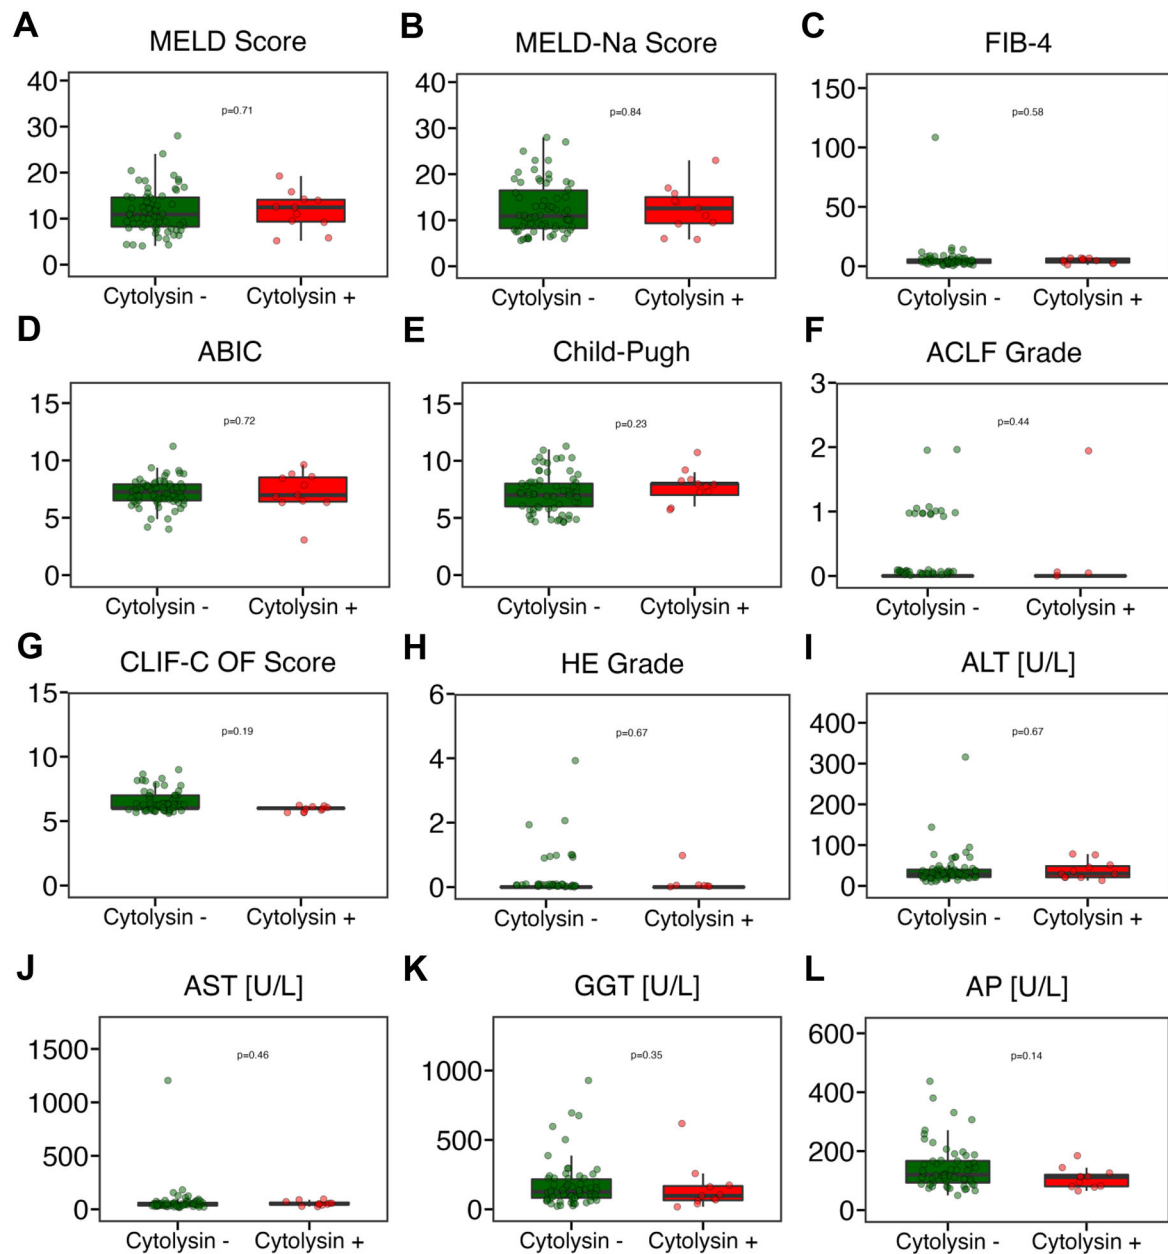 A
MELD Score
40
30
20
10
0
p=0.71
Cytolysin - Cytolysin +
B
MELD-Na Score
40
30
20
10
0
p=0.84
Cytolysin - Cytolysin +
C
FIB-4
150
100
50
0
p=0.58
Cytolysin - Cytolysin +
D
ABIC
15
10
5
0
p=0.72
Cytolysin - Cytolysin +
E
Child-Pugh
15
10
5
0
p=0.23
Cytolysin - Cytolysin +
F
ACLF Grade
3
2
1
0
p=0.44
Cytolysin - Cytolysin +
G
CLIF-C OF Score
15
10
5
0
p=0.19
Cytolysin - Cytolysin +
H
HE Grade
6
4
2
0
p=0.67
Cytolysin - Cytolysin +
I
ALT [U/L]
400
300
200
100
0
p=0.67
Cytolysin - Cytolysin +
J
AST [U/L]
1500
1000
500
0
p=0.46
Cytolysin - Cytolysin +
K
GGT [U/L]
1000
500
0
p=0.35
Cytolysin - Cytolysin +
L
AP [U/L]
600
400
200
0
p=0.14
Cytolysin - Cytolysin +